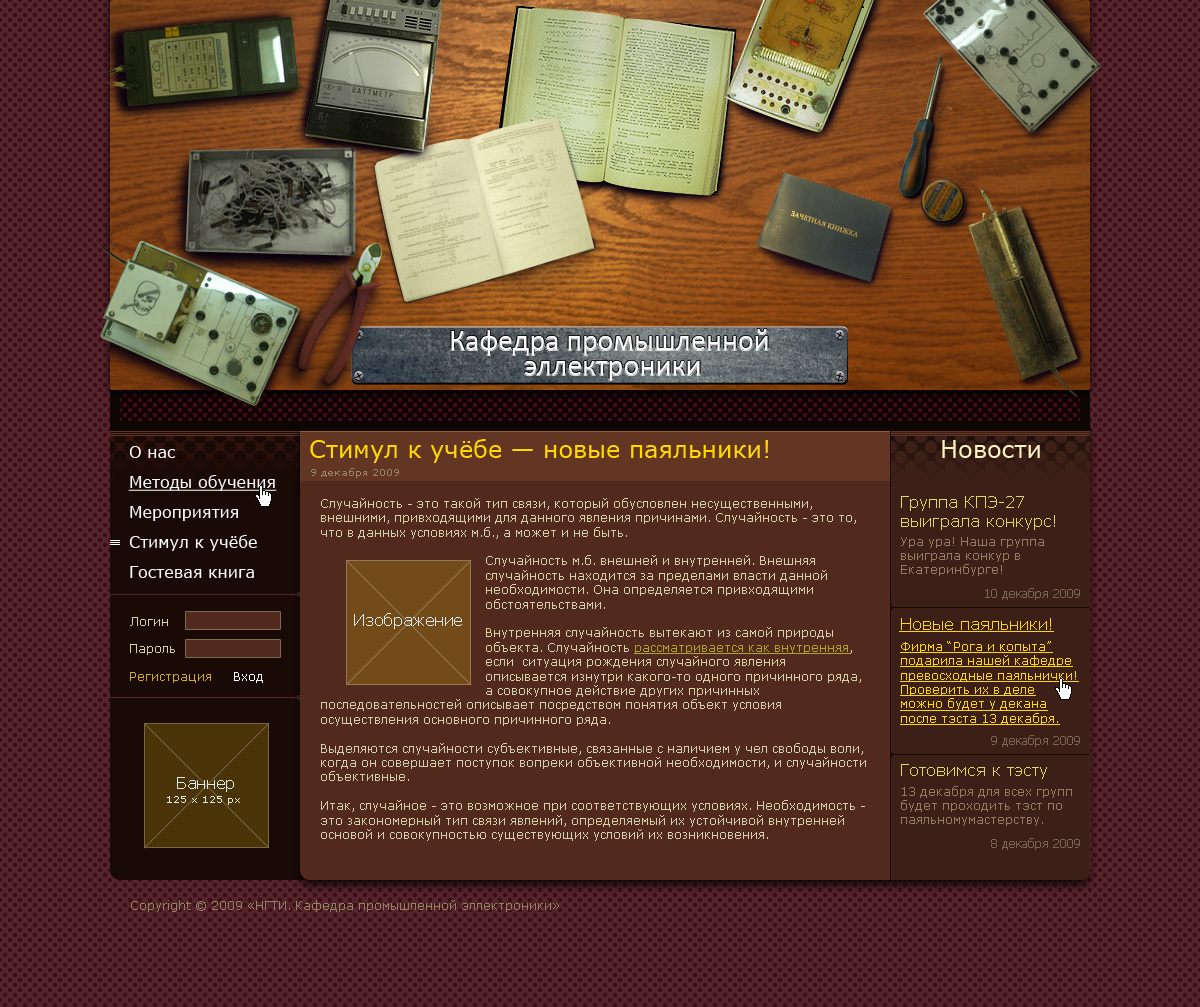 ВАТТМЕТР
ЗАЧЕТНАЯ КНИЖКА
Кафедра промышленной
эллектроники
О нас
Методы обучения
Мероприятия
Стимул к учёбе
Гостевая книга
Логин
Пароль
Регистрация Вход
Баннер
125 x 125 px
Стимул к учёбе — новые паяльники!
9 декабря 2009
Случайность - это такой тип связи, который обусловлен несущественными,
внешними, привходящими для данного явления причинами. Случайность - это то,
что в данных условиях м.б., а может и не быть.
Изображение
Случайность м.б. внешней и внутренней. Внешняя
случайность находится за пределами власти данной
необходимости. Она определяется привходящими
обстоятельствами.
Внутренняя случайность вытекают из самой природы
объекта. Случайность рассматривается как внутренняя,
если  ситуация рождения случайного явления
описывается изнутри какого-то одного причинного ряда,
а совокупное действие других причинных
последовательностей описывает посредством понятия объект условия
осуществления основного причинного ряда.
Выделяются случайности субъективные, связанные с наличием у чел свободы воли,
когда он совершает поступок вопреки объективной необходимости, и случайности
объективные.
Итак, случайное - это возможное при соответствующих условиях. Необходимость -
это закономерный тип связи явлений, определяемый их устойчивой внутренней
основой и совокупностью существующих условий их возникновения.
Новости
Группа КПЭ-27
выиграла конкурс!
Ура ура! Наша группа
выиграла конкур в
Екатеринбурге!
10 декабря 2009
Новые паяльники!
Фирма “Рога и копыта”
подарила нашей кафедре
превосходные паяльнички!
Проверить их в деле
можно будет у декана
после тэста 13 декабря.
9 декабря 2009
Готовимся к тэсту
13 декабря для всех групп
будет проходить тэст по
паяльномумастерству.
8 декабря 2009
Copyright © 2009 «НГТИ. Кафедра промышленной эллектроники»